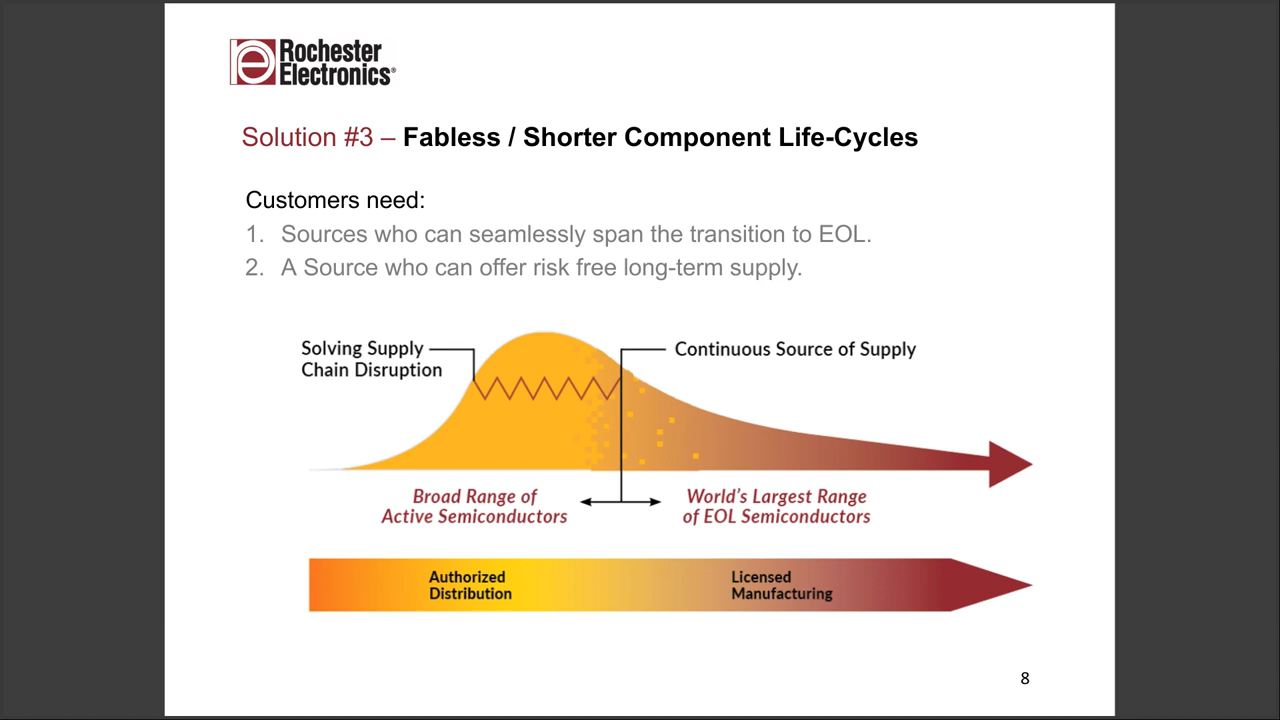 Rochester
Electronics®
Solution #3 – Fabless / Shorter Component Life-Cycles
Customers need:
1. Sources who can seamlessly span the transition to EOL.
2. A Source who can offer risk free long-term supply.
Solving Supply
Chain Disruption
Continuous Source of Supply
Broad Range of
Active Semiconductors
World's Largest Range
of EOL Semiconductors
Authorized
Distribution
Licensed
Manufacturing
8